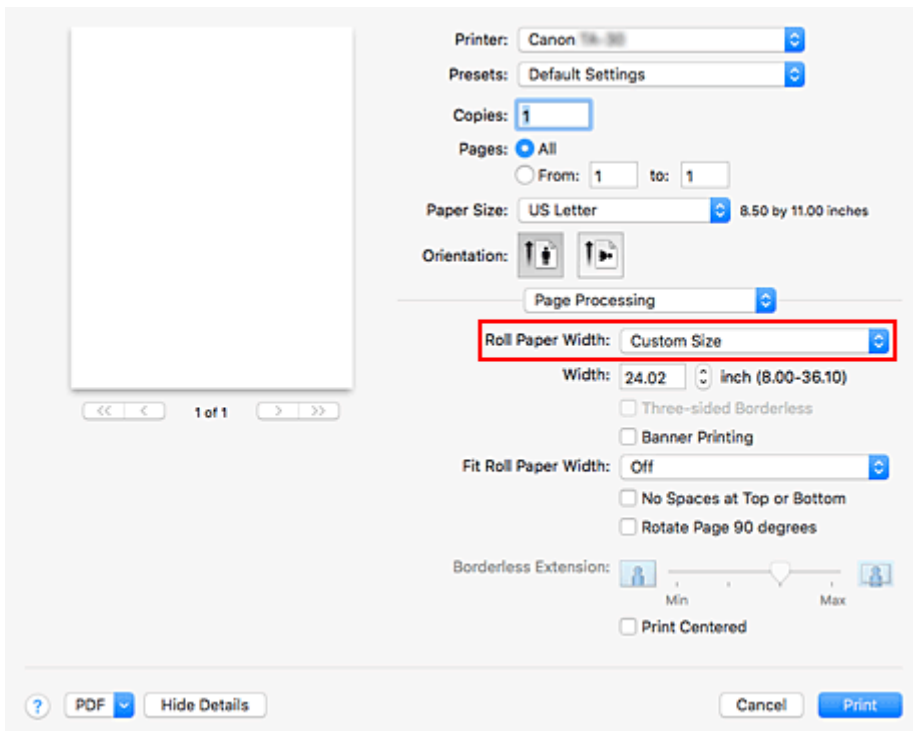 Printer: Canon
Presets: Default Settings
Copies: 1
Pages: All
From: 1 to: 1
Paper Size: US Letter 8.50 by 11.00 inches
Orientation:
Page Processing
Roll Paper Width: Custom Size
Width: 24.02 inch (8.00-36.10)
Three-sided Borderless
Banner Printing
Fit Roll Paper Width: Off
No Spaces at Top or Bottom
Rotate Page 90 degrees
Borderless Extension:
Min Max
Print Centered
1 of 1
? PDF Hide Details Cancel Print